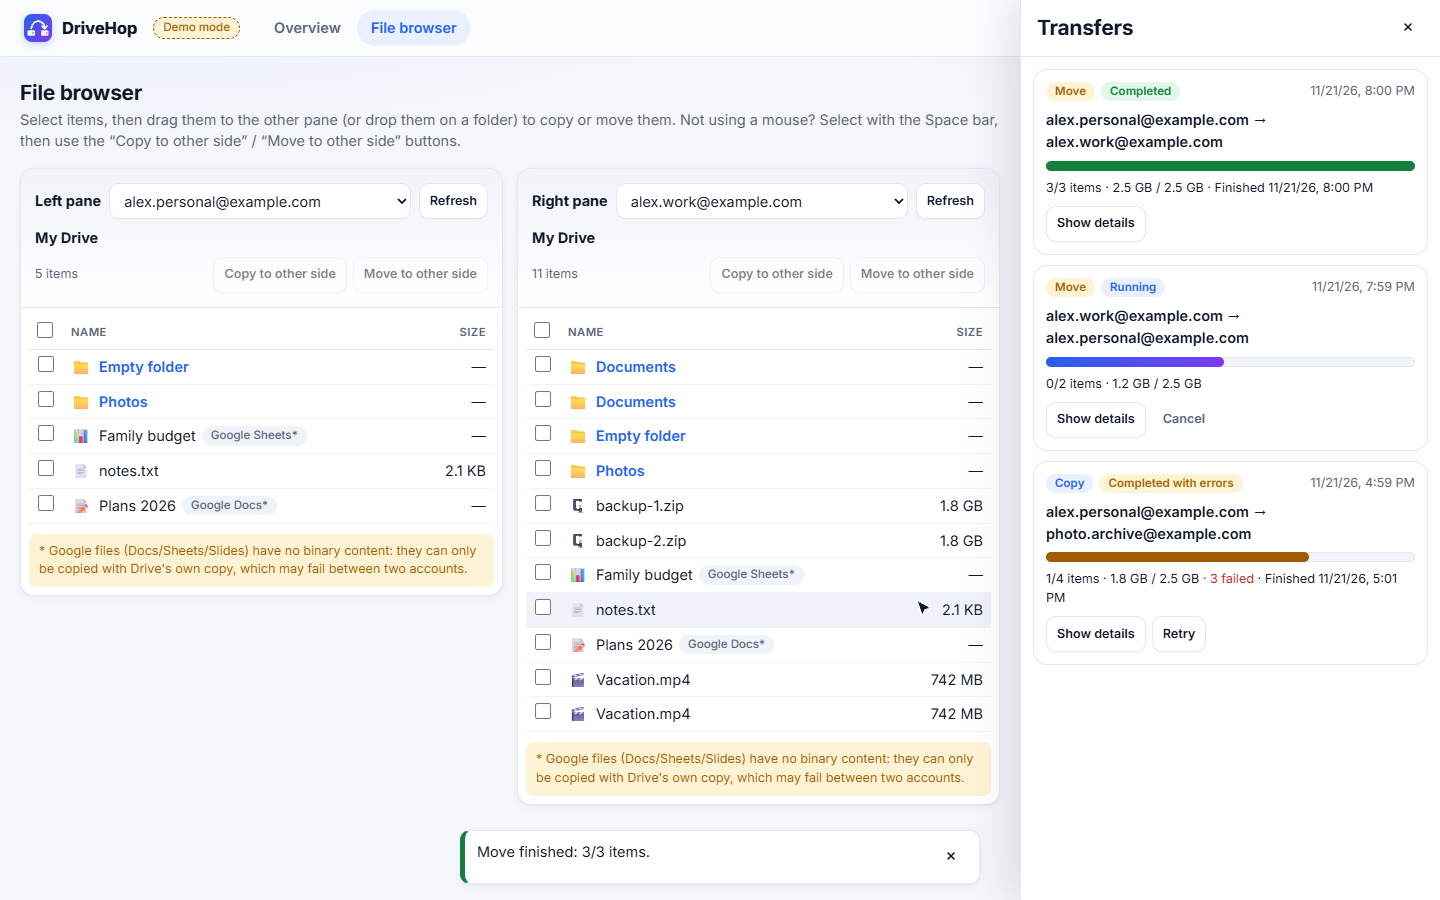 DriveHop Demo mode Overview File browser
File browser
Select items, then drag them to the other pane (or drop them on a folder) to copy or move them. Not using a mouse? Select with the Space bar,
then use the “Copy to other side” / “Move to other side” buttons.
Left pane alex.personal@example.com Refresh
My Drive
5 items Copy to other side Move to other side
NAME SIZE
Empty folder —
Photos —
Family budget Google Sheets* —
notes.txt 2.1 KB
Plans 2026 Google Docs* —
* Google files (Docs/Sheets/Slides) have no binary content: they can only
be copied with Drive's own copy, which may fail between two accounts.
Right pane alex.work@example.com Refresh
My Drive
11 items Copy to other side Move to other side
NAME SIZE
Documents —
Documents —
Empty folder —
Photos —
backup-1.zip 1.8 GB
backup-2.zip 1.8 GB
Family budget Google Sheets* —
notes.txt 2.1 KB
Plans 2026 Google Docs* —
Vacation.mp4 742 MB
Vacation.mp4 742 MB
* Google files (Docs/Sheets/Slides) have no binary content: they can only
be copied with Drive's own copy, which may fail between two accounts.
Move finished: 3/3 items. ×
Transfers ×
Move Completed 11/21/26, 8:00 PM
alex.personal@example.com →
alex.work@example.com
3/3 items · 2.5 GB / 2.5 GB · Finished 11/21/26, 8:00 PM
Show details
Move Running 11/21/26, 7:59 PM
alex.work@example.com →
alex.personal@example.com
0/2 items · 1.2 GB / 2.5 GB
Show details Cancel
Copy Completed with errors 11/21/26, 4:59 PM
alex.personal@example.com →
photo.archive@example.com
1/4 items · 1.8 GB / 2.5 GB · 3 failed · Finished 11/21/26, 5:01
PM
Show details Retry